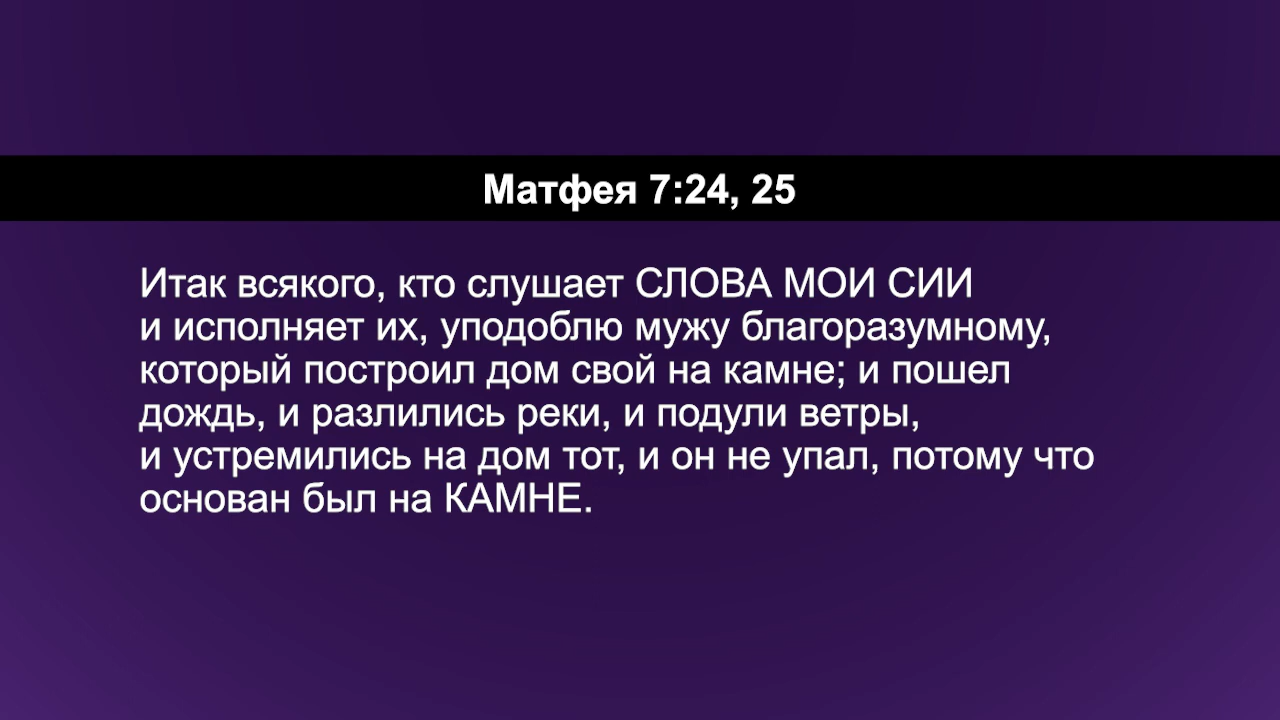 Матфея 7:24, 25
Итак всякого, кто слушает СЛОВА МОИ СИИ
и исполняет их, уподоблю мужу благоразумному,
который построил дом свой на камне; и пошел
дождь, и разлились реки, и подули ветры,
и устремились на дом тот, и он не упал, потому что
основан был на КАМНЕ.